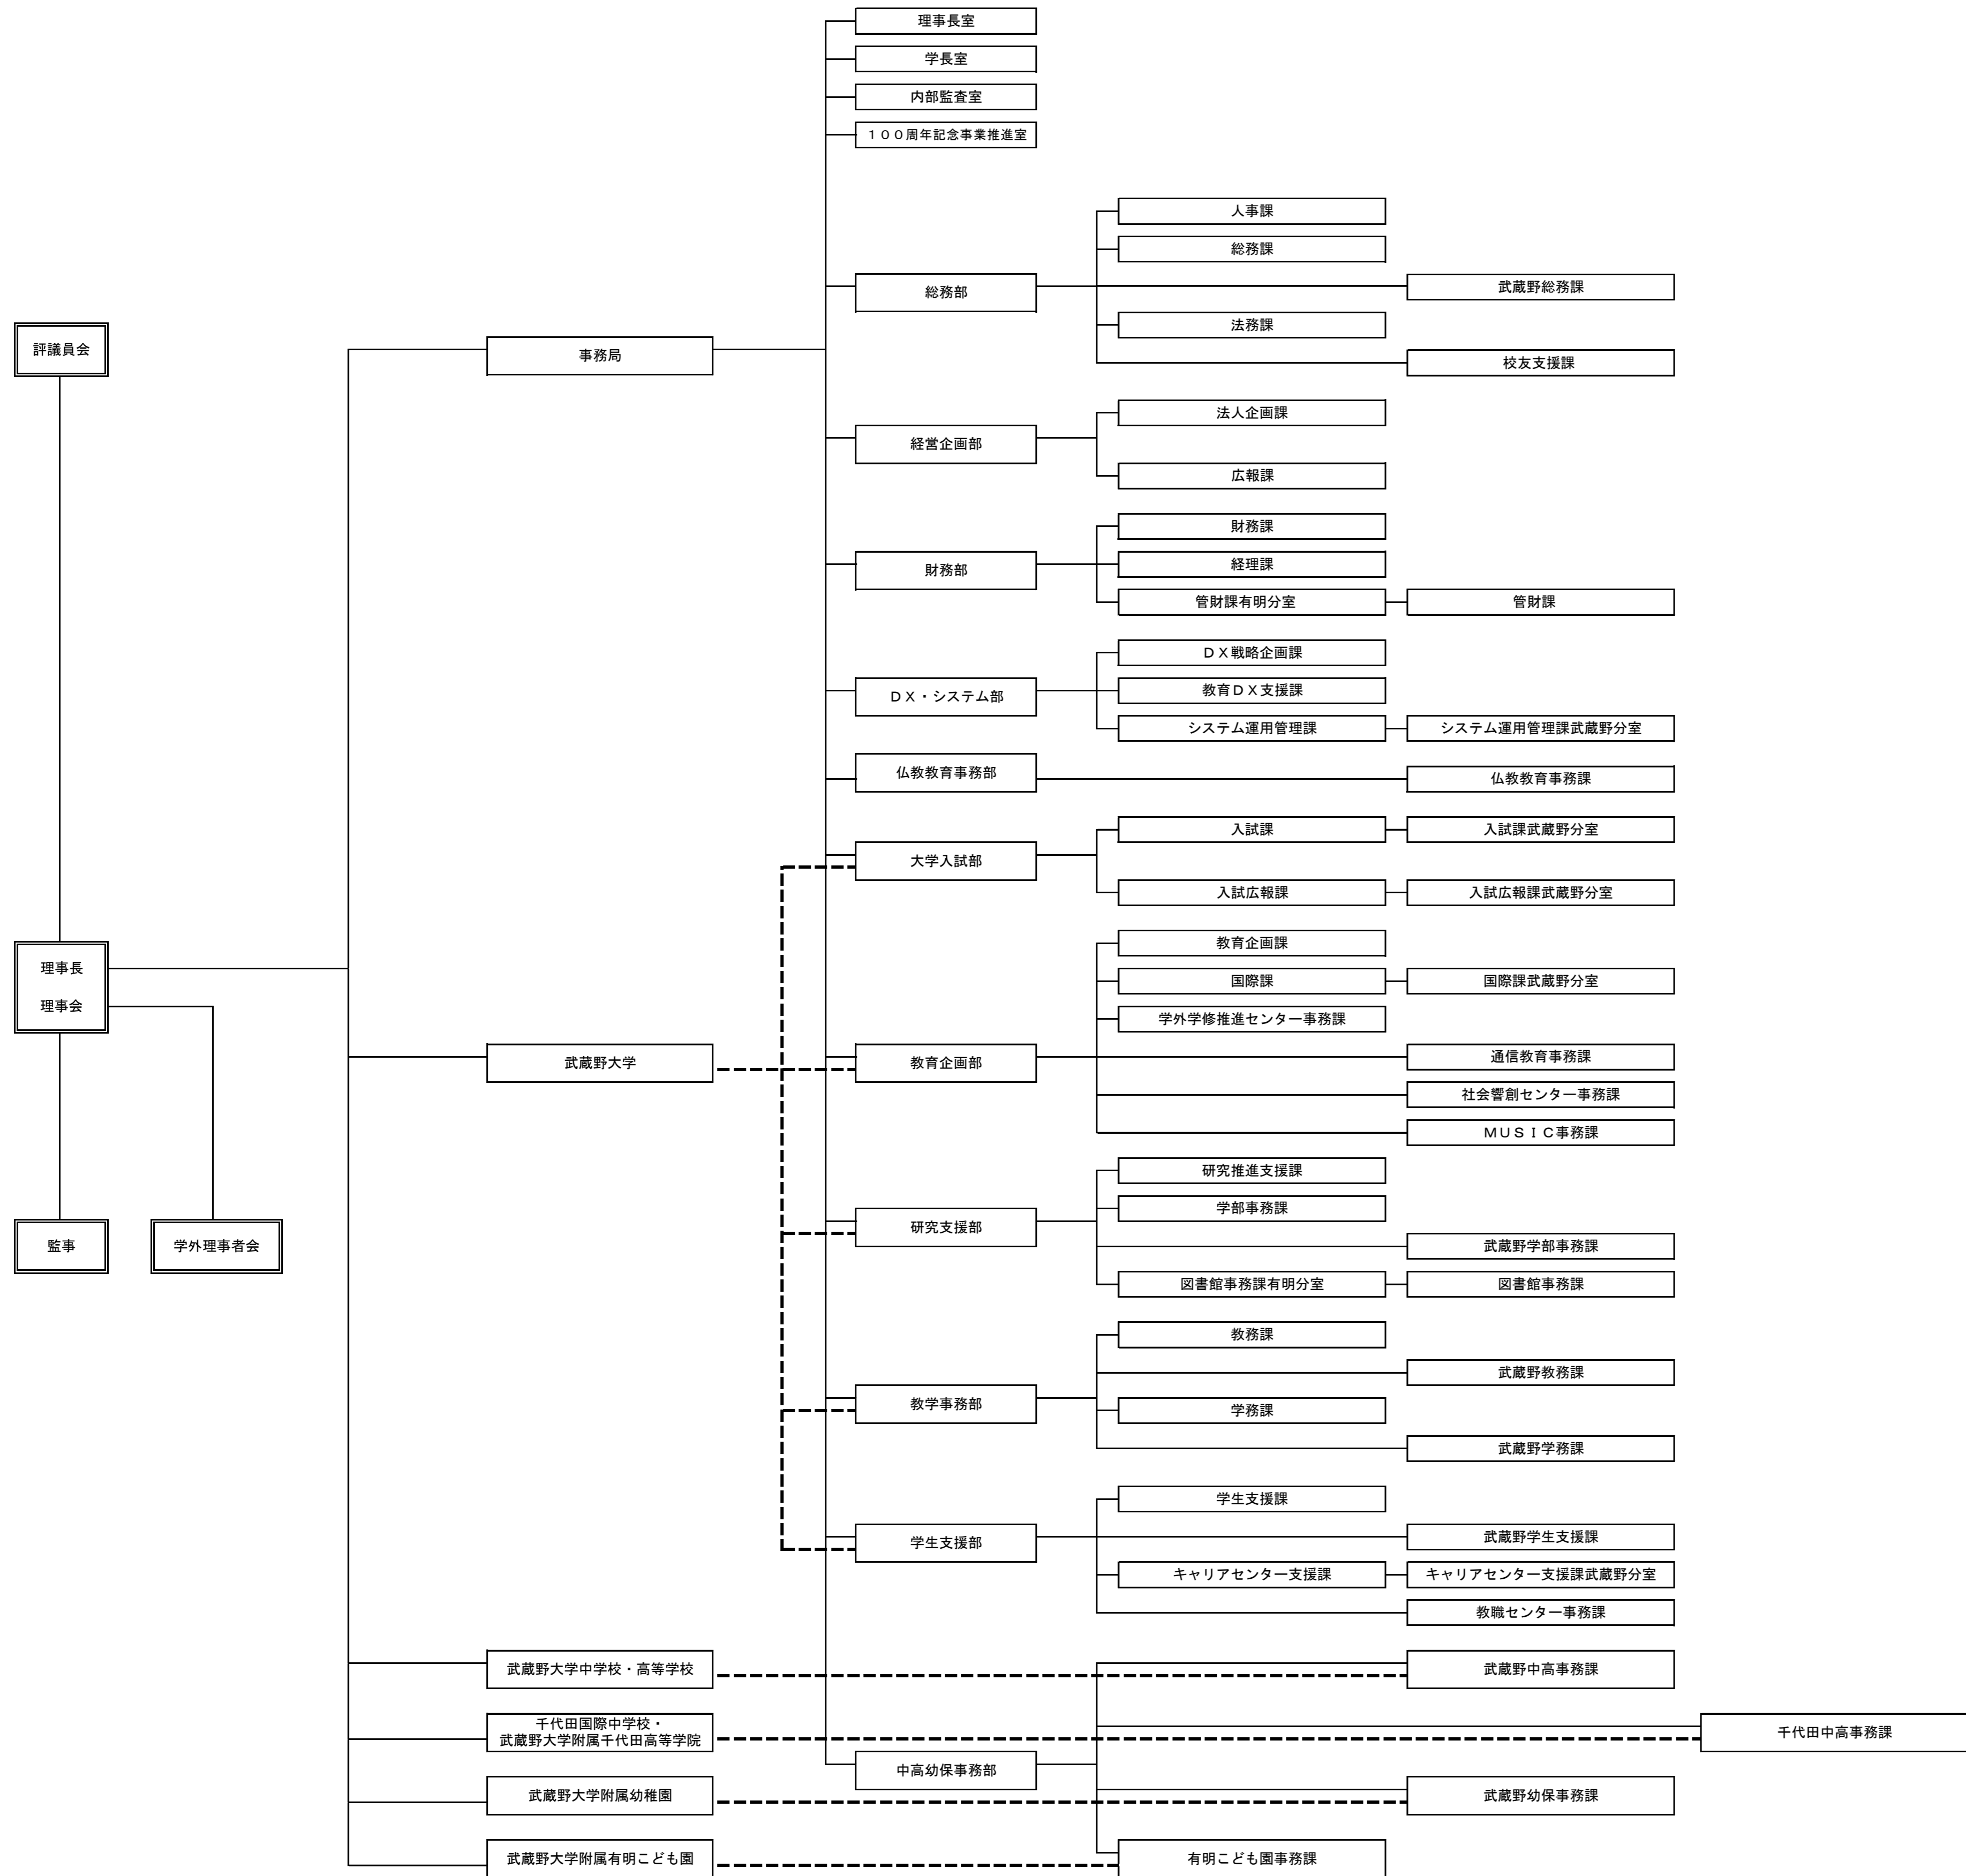 理事長室
学長室
内部監査室
１００周年記念事業推進室
人事課
総務課
総務部
武蔵野総務課
法務課
評議員会
事務局
校友支援課
法人企画課
経営企画部
広報課
財務課
財務部
経理課
管財課有明分室
管財課
ＤＸ戦略企画課
ＤＸ・システム部
教育ＤＸ支援課
システム運用管理課
システム運用管理課武蔵野分室
仏教教育事務部
仏教教育事務課
入試課
入試課武蔵野分室
大学入試部
入試広報課
入試広報課武蔵野分室
教育企画課
理事長
理事会
国際課
国際課武蔵野分室
学外学修推進センター事務課
武蔵野大学
教育企画部
通信教育事務課
社会響創センター事務課
ＭＵＳＩＣ事務課
研究推進支援課
学部事務課
研究支援部
監事
学外理事者会
武蔵野学部事務課
図書館事務課有明分室
図書館事務課
教務課
武蔵野教務課
教学事務部
学務課
武蔵野学務課
学生支援課
学生支援部
武蔵野学生支援課
キャリアセンター支援課
キャリアセンター支援課武蔵野分室
教職センター事務課
武蔵野大学中学校・高等学校
武蔵野中高事務課
千代田国際中学校・
武蔵野大学附属千代田高等学院
千代田中高事務課
中高幼保事務部
武蔵野大学附属幼稚園
武蔵野幼保事務課
武蔵野大学附属有明こども園
有明こども園事務課